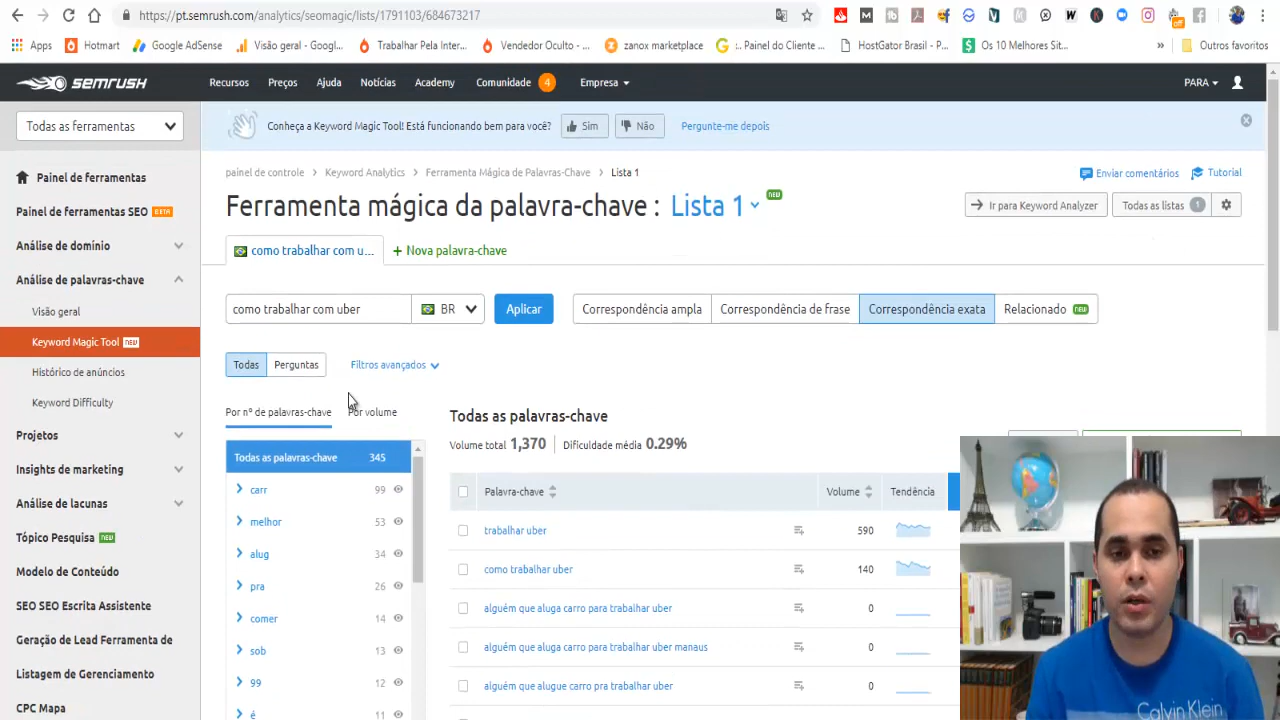 https://pt.semrush.com/analytics/seomagic/list/1791103/684673217
Apps
Hotmart
Google AdSense
Visão geral - Googl...
Trabalhar Pela Inter...
Vendedor Oculto - ...
zanox marketplace
:. Painel do Cliente ...
HostGator Brasil - P...
Os 10 Melhores Sit...
»
Outros favoritos
SEMRUSH
Recursos
Preços
Ajuda
Notícias
Academy
Comunidade 4
Empresa
PARA
Todas as ferramentas
Conheça a Keyword Magic Tool! Está funcionando bem para você?
Sim
Não
Pergunte-me depois
Painel de ferramentas
Painel de ferramentas SEO BETA
Análise de domínio
Análise de palavras-chave
Visão geral
Keyword Magic Tool NEW
Histórico de anúncios
Keyword Difficulty
Projetos
Insights de marketing
Análise de lacunas
Tópico Pesquisa NEW
Modelo de Conteúdo
SEO SEO Escrita Assistente
Geração de Lead Ferramenta de
Listagem de Gerenciamento
CPC Mapa
painel de controle > Keyword Analytics > Ferramenta Mágica de Palavras-Chave > Lista 1
Enviar comentários
Tutorial
Ferramenta mágica da palavra-chave : Lista 1 NEW
Ir para Keyword Analyzer
Todas as listas 1
como trabalhar com u...
+ Nova palavra-chave
como trabalhar com uber
BR
Aplicar
Correspondência ampla
Correspondência de frase
Correspondência exata
Relacionado NEW
Todas
Perguntas
Filtros avançados
Por nº de palavras-chave
Por volume
Todas as palavras-chave 345
carr 99
melhor 53
alug 34
pra 26
comer 14
sob 13
99 12
é 11
Todas as palavras-chave
Volume total 1,370
Dificuldade média 0.29%
Palavra-chave
Volume
Tendência
trabalhar uber 590
como trabalhar uber 140
alguém que aluga carro para trabalhar uber 0
alguém que aluga carro para trabalhar uber manaus 0
alguém que alugue carro pra trabalhar uber 0
Calvin Klein